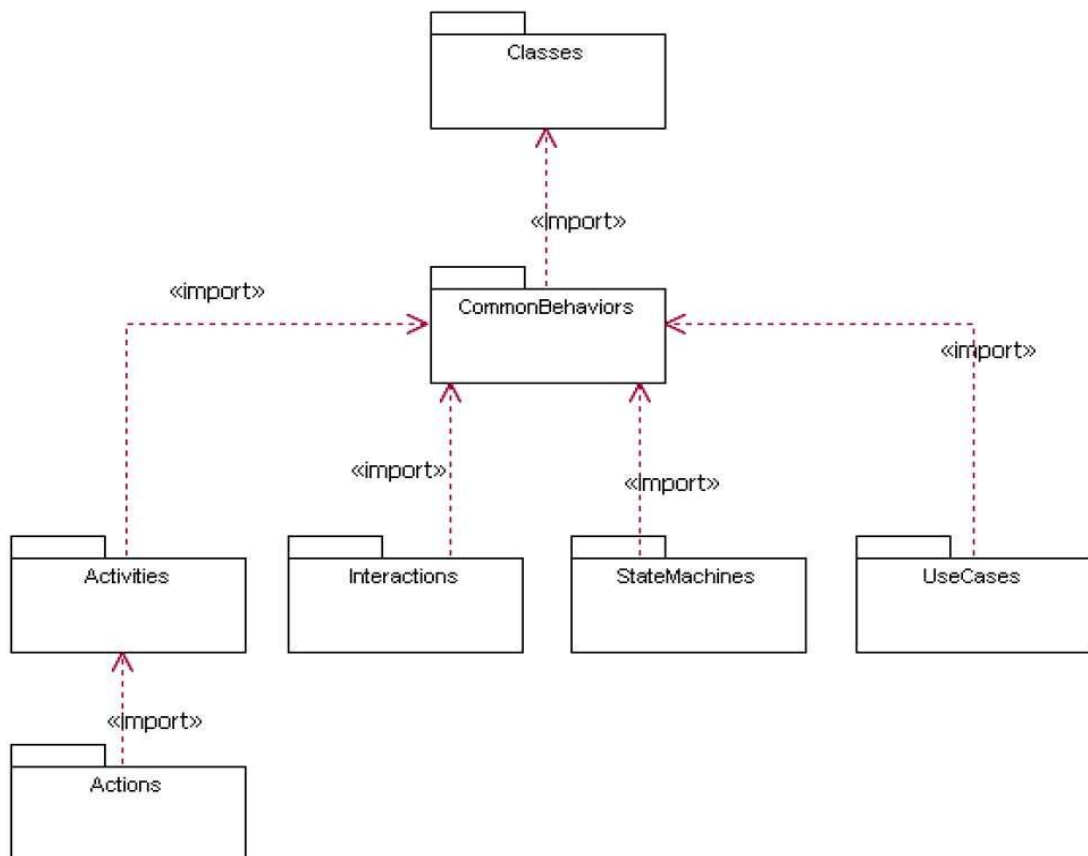 Classes
«import»
«import»
CommonBehaviors
«import»
«import»
«import»
Activities
Interactions
StateMachines
UseCases
«import»
Actions